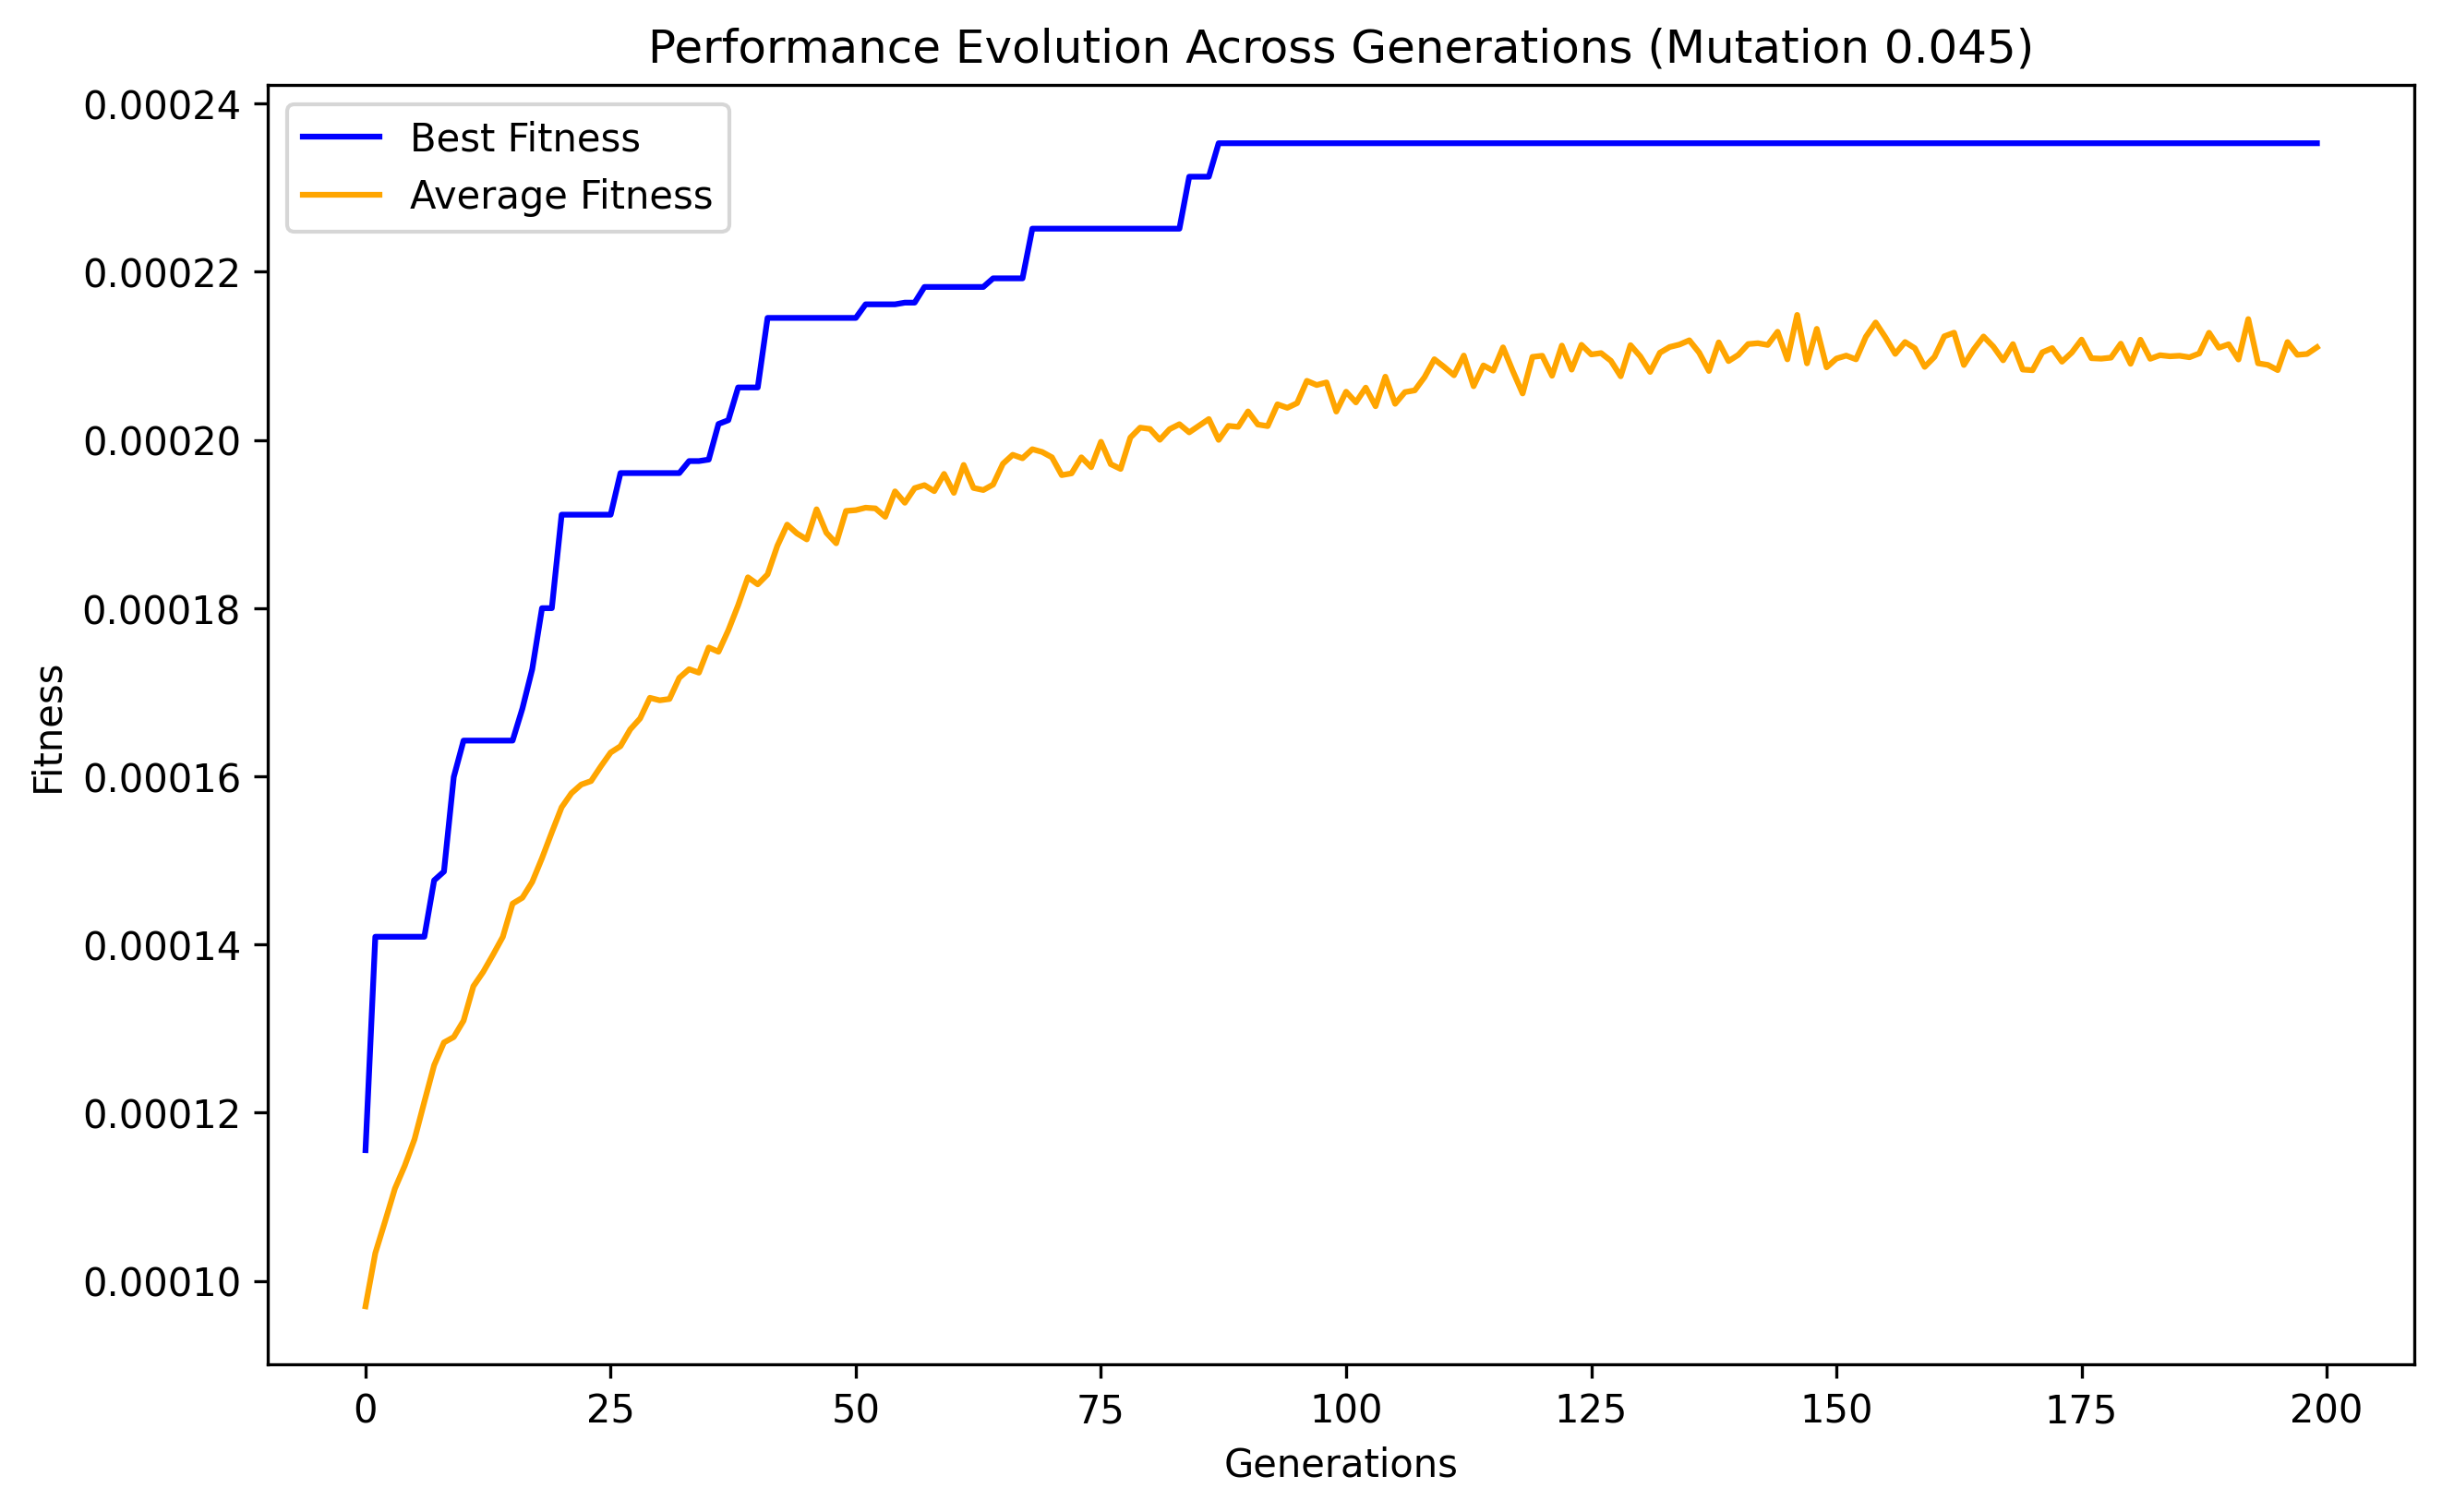 Performance Evolution Across Generations (Mutation 0.045)
Best Fitness
Average Fitness
0.00024
0.00022
0.00020
0.00018
0.00016
0.00014
0.00012
0.00010
Fitness
0 25 50 75 100 125 150 175 200
Generations